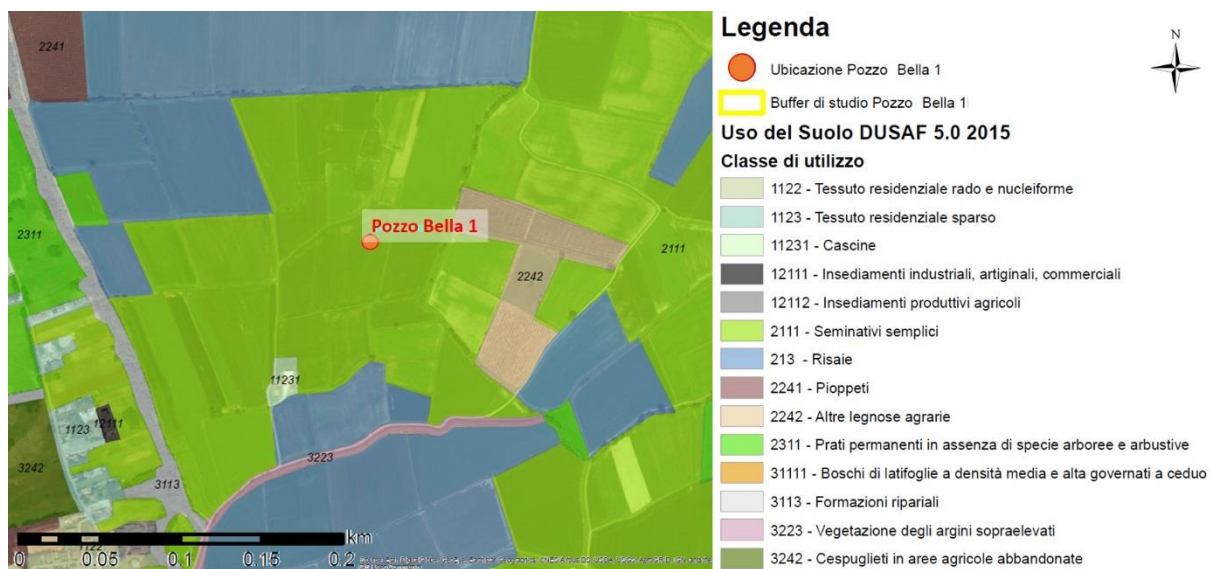 2241
2311
Pozzo Bella 1
2111
2242
11231
12111
1123
3242
3223
3113
1122
km
0 0.05 0.1 0.15 0.2
Legenda
N
Ubicazione Pozzo Bella 1
Buffer di studio Pozzo Bella 1
Uso del Suolo DUSAF 5.0 2015
Classe di utilizzo
1122 - Tessuto residenziale rado e nucleiforme
1123 - Tessuto residenziale sparso
11231 - Cascine
12111 - Insediamenti industriali, artiginali, commerciali
12112 - Insediamenti produttivi agricoli
2111 - Seminativi semplici
213 - Risaie
2241 - Pioppeti
2242 - Altre legnose agrarie
2311 - Prati permanenti in assenza di specie arboree e arbustive
31111 - Boschi di latifoglie a densità media e alta governati a ceduo
3113 - Formazioni ripariali
3223 - Vegetazione degli argini sopraelevati
3242 - Cespuglieti in aree agricole abbandonate